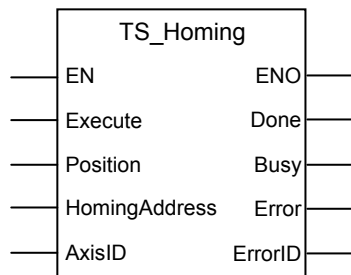 TS_Homing
EN ENO
Execute Done
Position Busy
HomingAddress Error
AxisID ErrorID